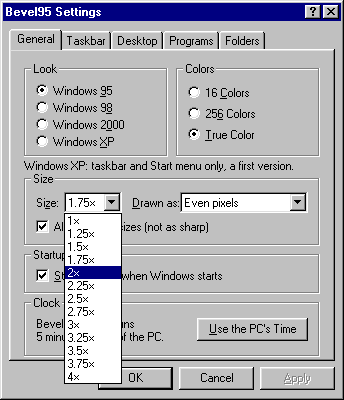 Bevel95 Settings
General Taskbar Desktop Programs Folders
Look Colors
Windows 95 16 Colors
Windows 98 256 Colors
Windows 2000 True Color
Windows XP
Windows XP: taskbar and Start menu only, a first version.
Size
Size: 1.75× Drawn as: Even pixels
sizes (not as sharp)
1×
1.25×
1.5×
1.75×
2×
2.25×
2.5×
2.75×
3×
3.25×
3.5×
3.75×
4×
Startup
when Windows starts
Clock
5 minu of the PC.
Use the PC's Time
OK Cancel Apply